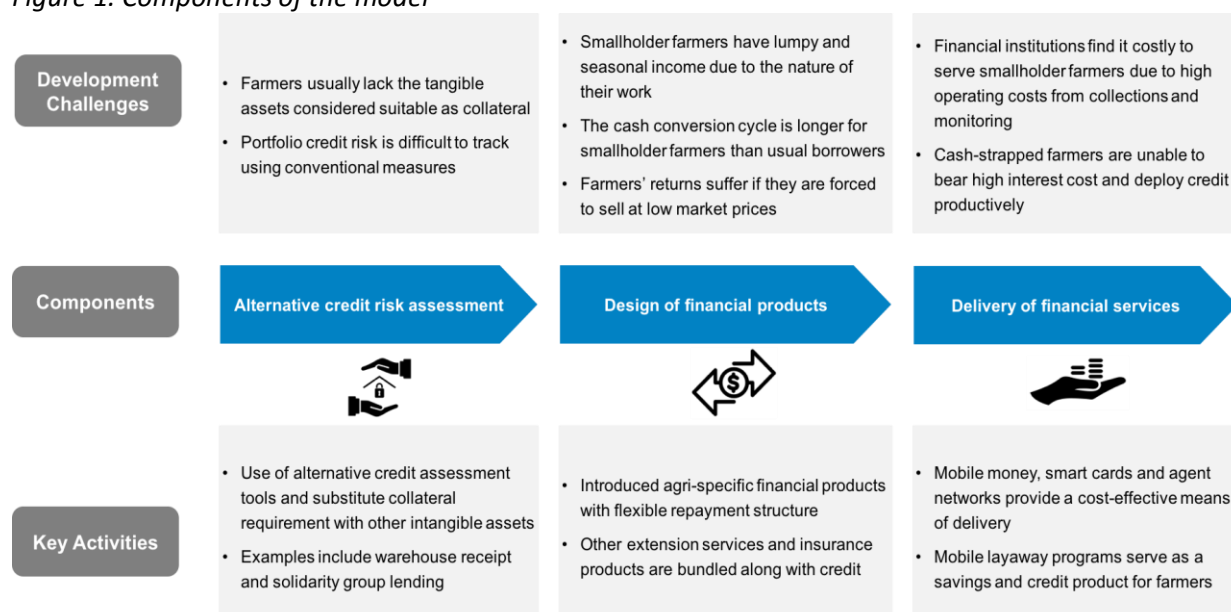 Figure 1: Components of the model
Development
Challenges
• Farmers usually lack the tangible
assets considered suitable as collateral
• Portfolio credit risk is difficult to track
using conventional measures
• Smallholder farmers have lumpy and
seasonal income due to the nature of
their work
• The cash conversion cycle is longer for
smallholder farmers than usual borrowers
• Farmers’ returns suffer if they are forced
to sell at low market prices
• Financial institutions find it costly to
serve smallholder farmers due to high
operating costs from collections and
monitoring
• Cash-strapped farmers are unable to
bear high interest cost and deploy credit
productively
Components
Alternative credit risk assessment
Design of financial products
Delivery of financial services
$
Key Activities
• Use of alternative credit assessment
tools and substitute collateral
requirement with other intangible assets
• Examples include warehouse receipt
and solidarity group lending
• Introduced agri-specific financial products
with flexible repayment structure
• Other extension services and insurance
products are bundled along with credit
• Mobile money, smart cards and agent
networks provide a cost-effective means
of delivery
• Mobile layaway programs serve as a
savings and credit product for farmers